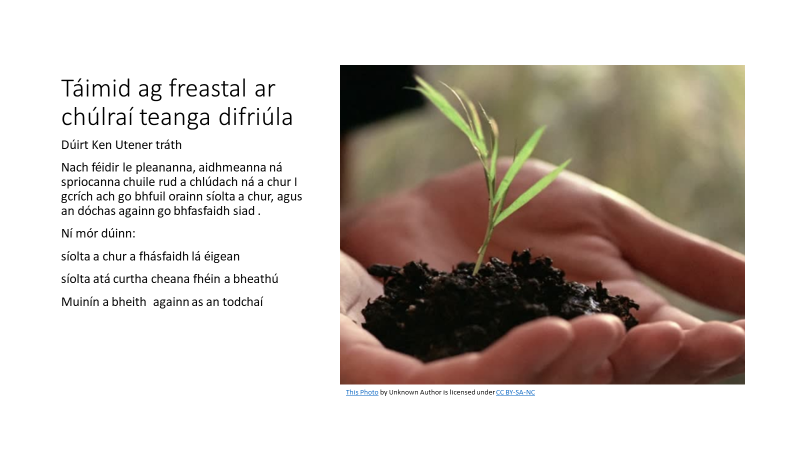 Táimid ag freastal ar
chúlraí teanga difriúla
Dúirt Ken Utener tráth
Nach féidir le pleananna, aidhmeanna ná
spriocanna chuile rud a chlúdach ná a chur I
gcrích ach go bhfuil orainn síolta a chur, agus
an dóchas againn go bhfasfaidh siad .
Ní mór dúinn:
síolta a chur a fhásfaidh lá éigean
síolta atá curtha cheana fhéin a bheathú
Muinín a bheith  againn as an todchaí
This Photo by Unknown Author is licensed under CC BY-SA-NC